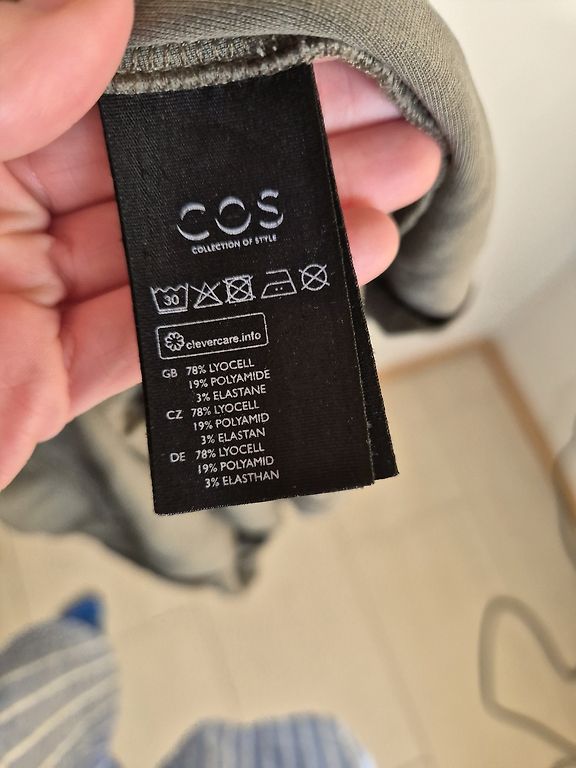 COS
COLLECTION OF STYLE
30
clevercare.info
GB 78% LYOCELL
19% POLYAMIDE
3% ELASTANE
CZ 78% LYOCELL
19% POLYAMID
3% ELASTAN
DE 78% LYOCELL
19% POLYAMID
3% ELASTHAN